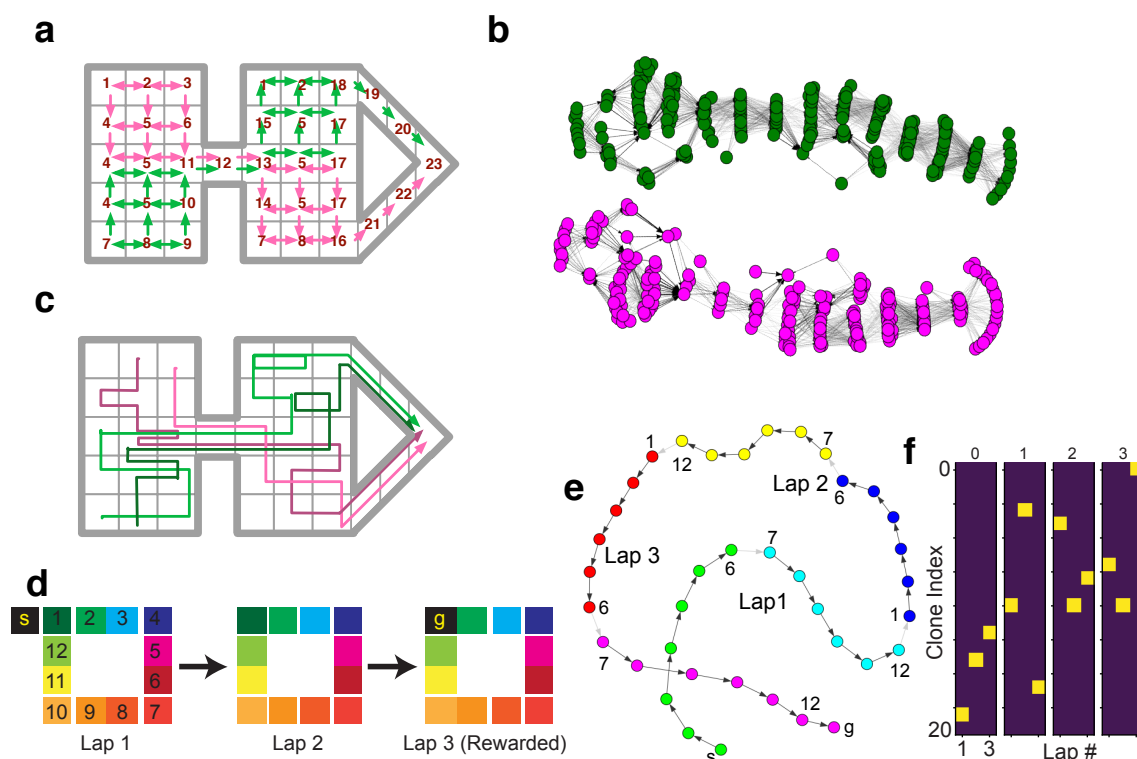 a
1 2 3 1 2 18 19
4 5 6 15 5 17 20
4 5 11 12 13 5 17 23
4 5 10 14 5 17 22
7 8 9 7 8 16 21
b
c
d
s 1 2 3 4
12 5
11 6
10 9 8 7
g
Lap 1 Lap 2 Lap 3 (Rewarded)
e
1 12 7
Lap 2
6
Lap 3
7
6
Lap1
1
6
12
7
12
g
s
f
0 1 2 3
0
Clone Index
20
1 3 Lap #